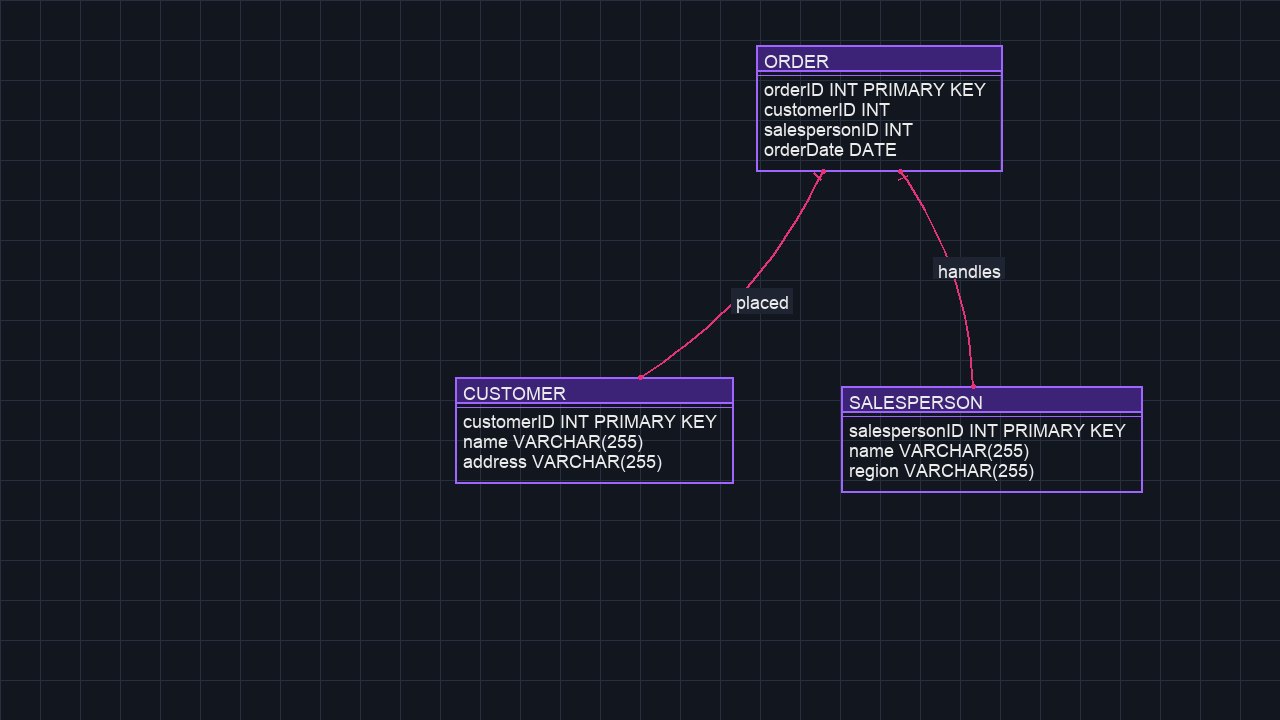 ORDER
orderID INT PRIMARY KEY
customerID INT
salespersonID INT
orderDate DATE
handles
placed
CUSTOMER
customerID INT PRIMARY KEY
name VARCHAR(255)
address VARCHAR(255)
SALESPERSON
salespersonID INT PRIMARY KEY
name VARCHAR(255)
region VARCHAR(255)